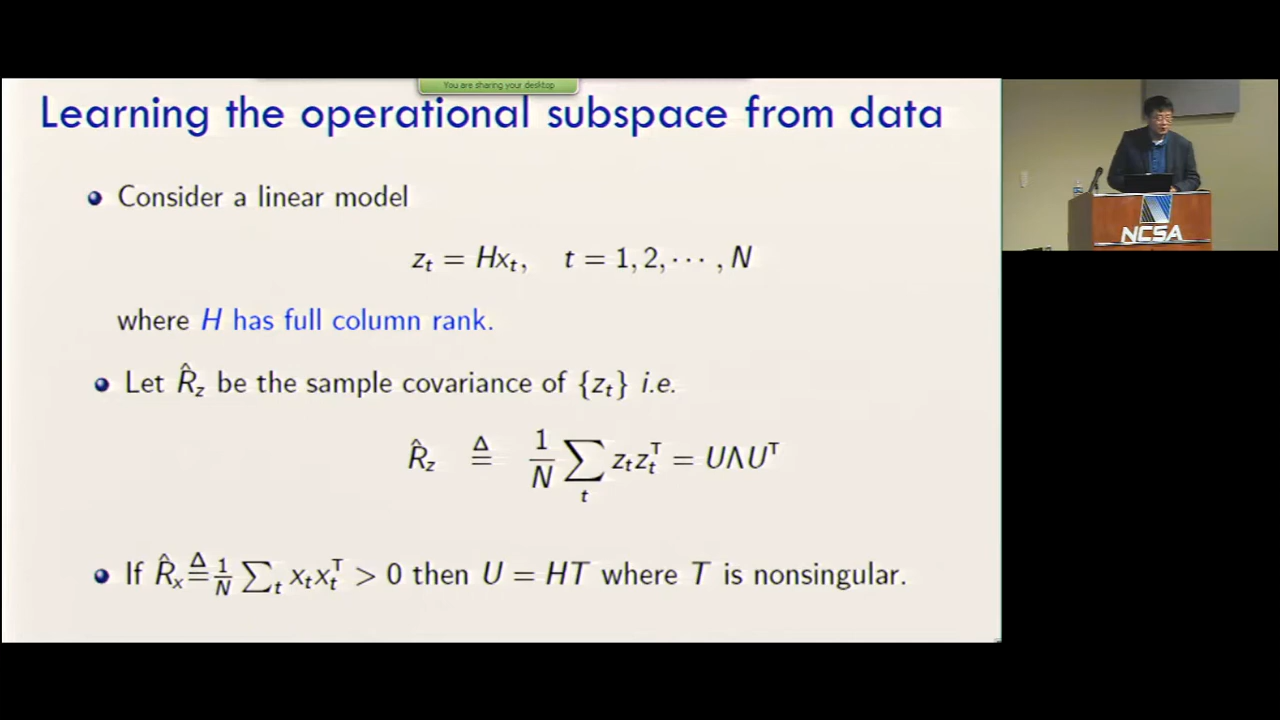 You are sharing your desktop
Learning the operational subspace from data
Consider a linear model
z_t = Hx_t,    t = 1, 2, ⋯ , N
where H has full column rank.
Let R̂_z be the sample covariance of {z_t} i.e.
R̂_z ≜ 1/N ∑_t z_t z_t^T = UΛU^T
If R̂_x ≜ 1/N ∑_t x_t x_t^T > 0 then U = HT where T is nonsingular.
NCSA